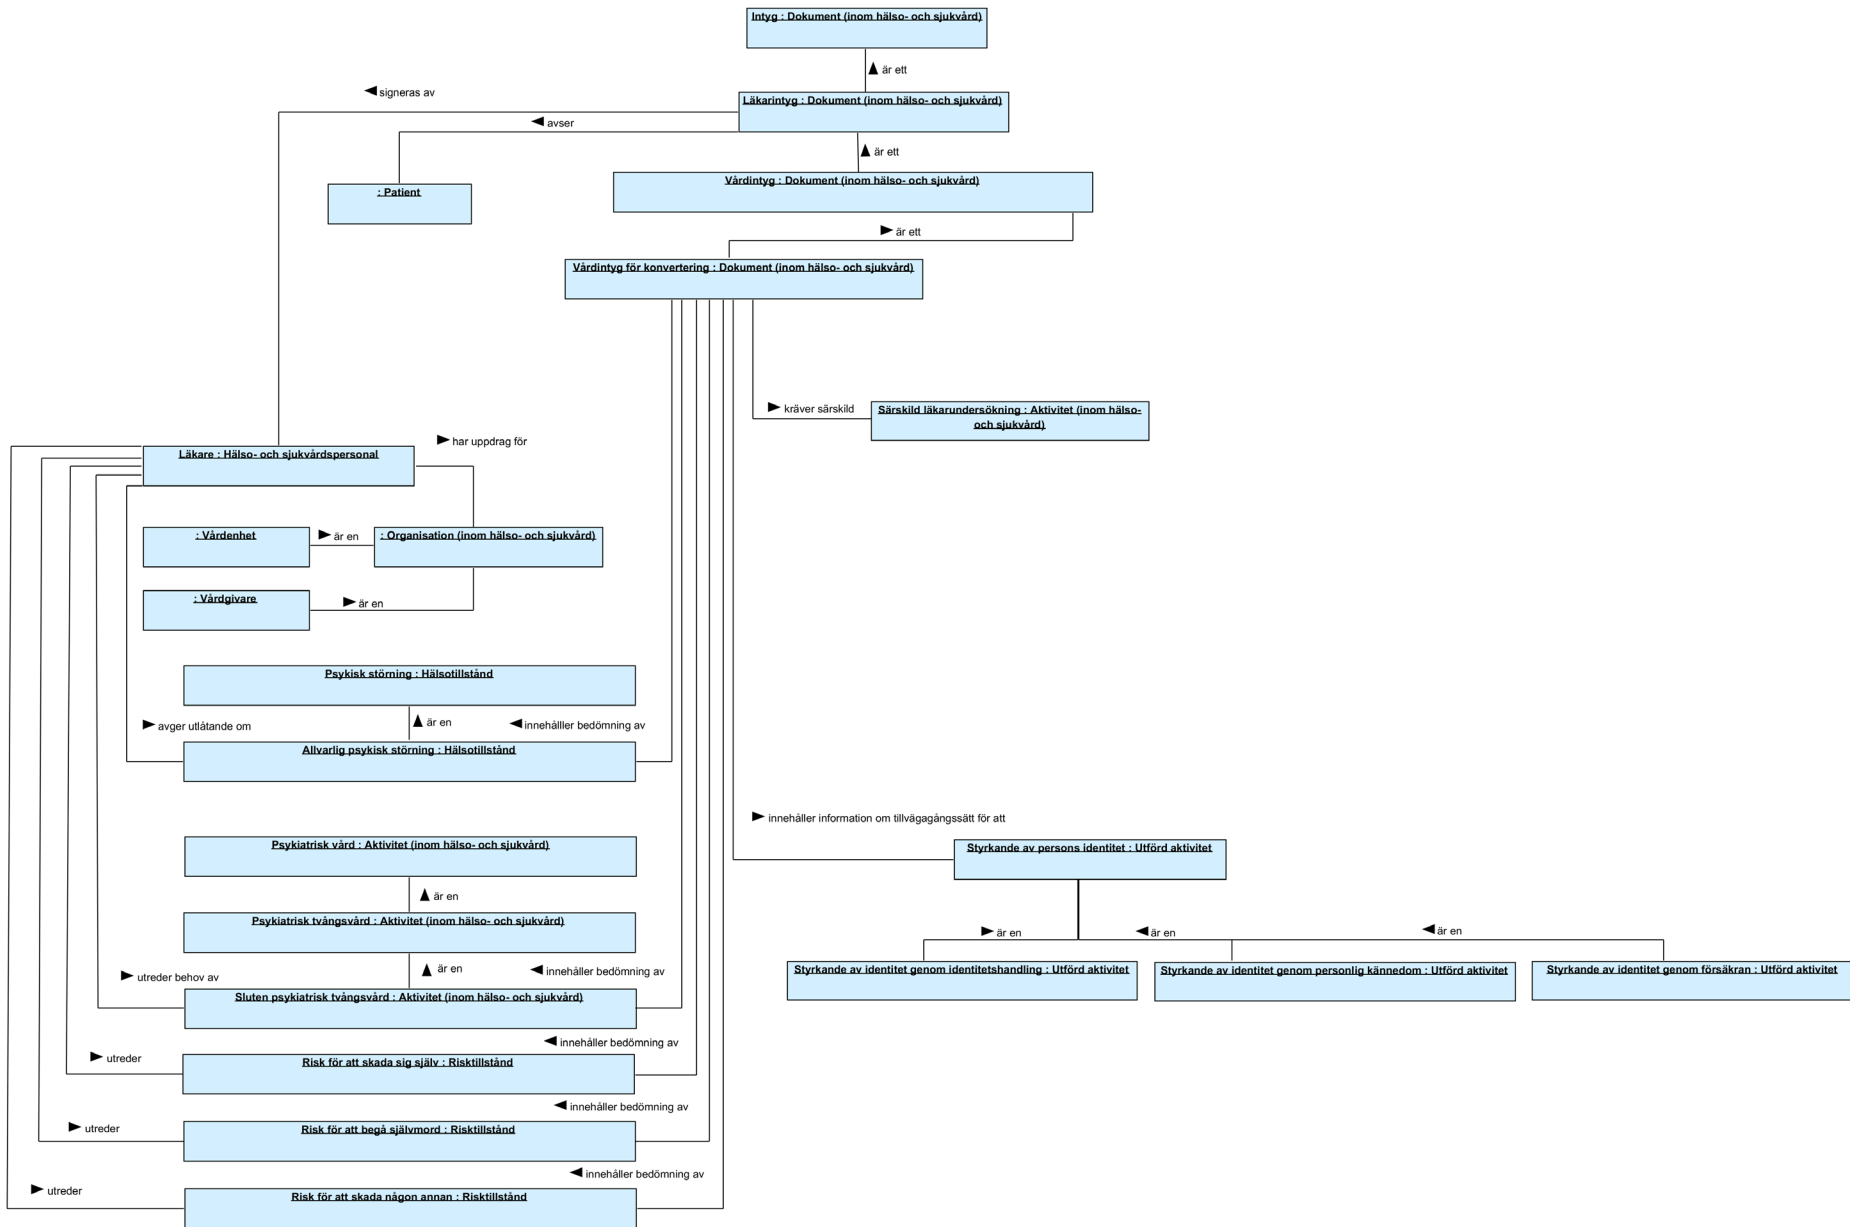 Intyg : Dokument (inom hälso- och sjukvård)
är ett
signeras av
Läkarintyg : Dokument (inom hälso- och sjukvård)
avser
är ett
: Patient
Vårdintyg : Dokument (inom hälso- och sjukvård)
är ett
Vårdintyg för konvertering : Dokument (inom hälso- och sjukvård)
kräver särskild
Särskild läkarundersökning : Aktivitet (inom hälso-
och sjukvård)
har uppdrag för
Läkare : Hälso- och sjukvårdspersonal
: Vårdenhet
är en
: Organisation (inom hälso- och sjukvård)
: Vårdgivare
är en
Psykisk störning : Hälsotillstånd
avger utlåtande om
är en
innehålller bedömning av
Allvarlig psykisk störning : Hälsotillstånd
innehåller information om tillvägagångssätt för att
Psykiatrisk vård : Aktivitet (inom hälso- och sjukvård)
Styrkande av persons identitet : Utförd aktivitet
är en
Psykiatrisk tvångsvård : Aktivitet (inom hälso- och sjukvård)
är en
är en
är en
utreder behov av
är en
innehåller bedömning av
Styrkande av identitet genom identitetshandling : Utförd aktivitet
Styrkande av identitet genom personlig kännedom : Utförd aktivitet
Styrkande av identitet genom försäkran : Utförd aktivitet
Sluten psykiatrisk tvångsvård : Aktivitet (inom hälso- och sjukvård)
innehåller bedömning av
utreder
Risk för att skada sig själv : Risktillstånd
innehåller bedömning av
utreder
Risk för att begå självmord : Risktillstånd
innehåller bedömning av
utreder
Risk för att skada någon annan : Risktillstånd